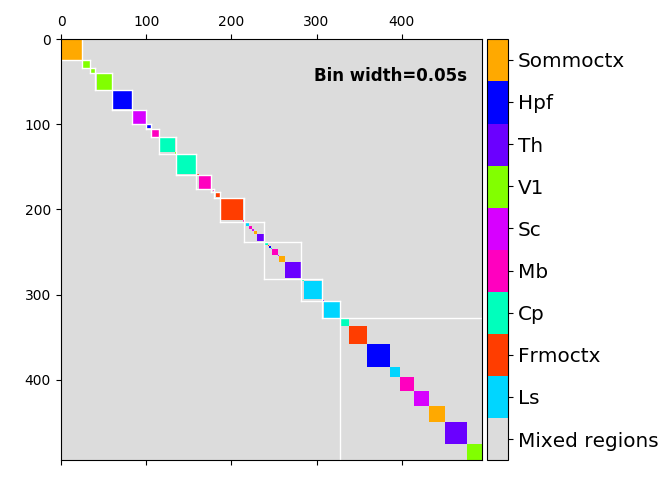 0 100 200 300 400
0
100
200
300
400
Bin width=0.05s
Sommoctx
Hpf
Th
V1
Sc
Mb
Cp
Frmoctx
Ls
Mixed regions